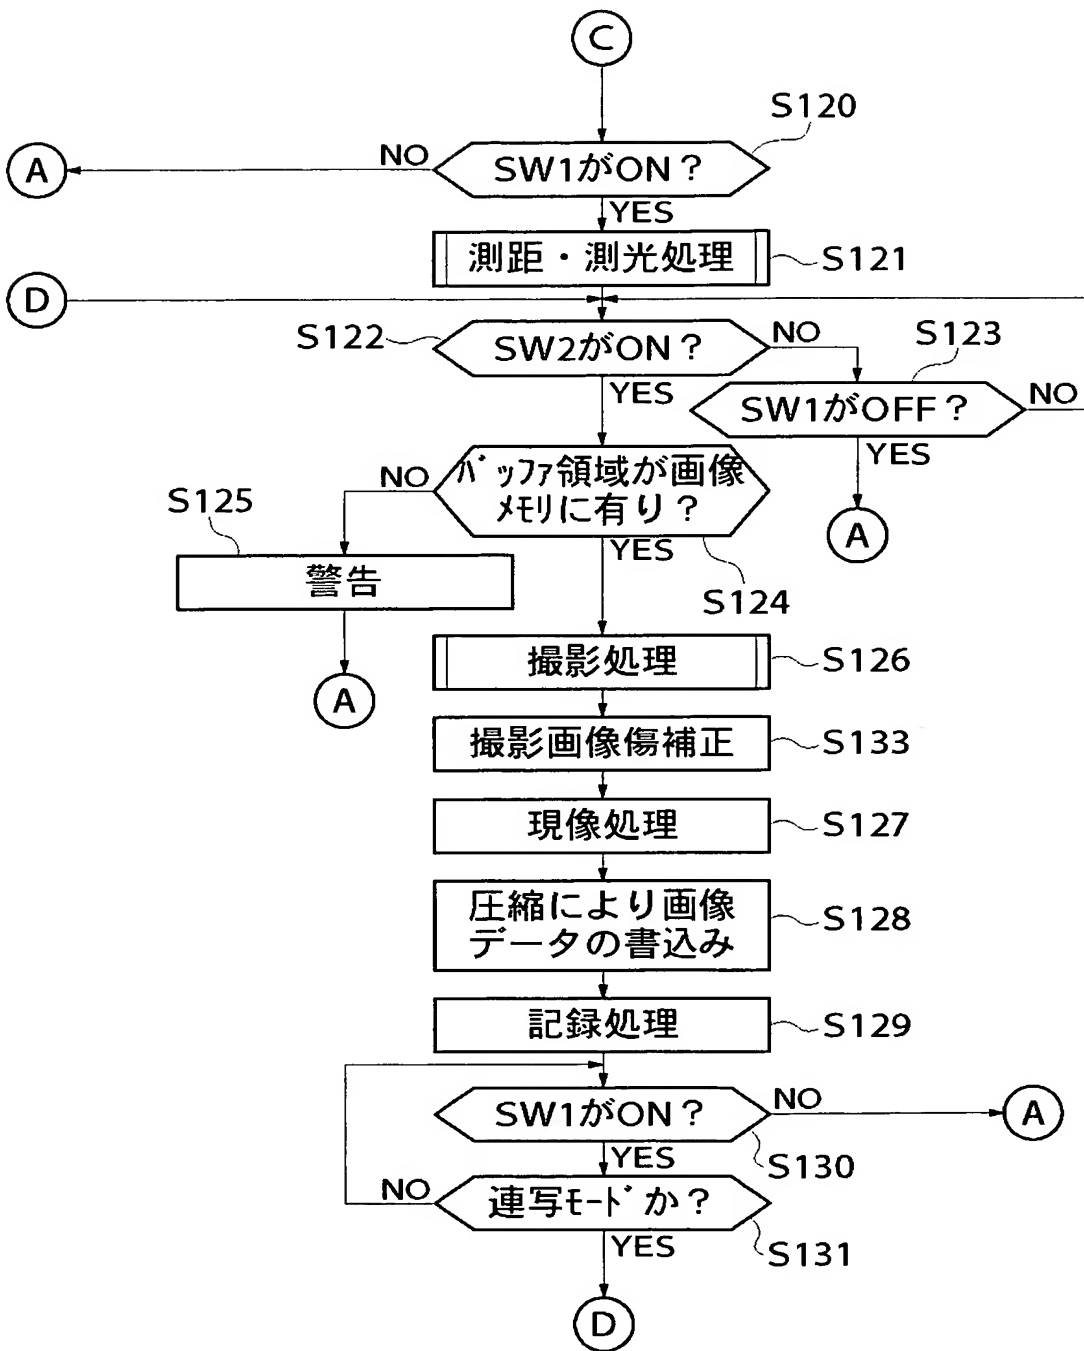 C
S120
A
NO
SW1がON？
YES
測距・測光処理
S121
D
S122
SW2がON？
NO
S123
YES
SW1がOFF？
NO
YES
A
S125
NO
バッファ領域が画像
メモリに有り？
YES
S124
警告
A
撮影処理
S126
撮影画像傷補正
S133
現像処理
S127
圧縮により画像
データの書込み
S128
記録処理
S129
SW1がON？
NO
A
YES
S130
NO
連写モードか？
YES
S131
D